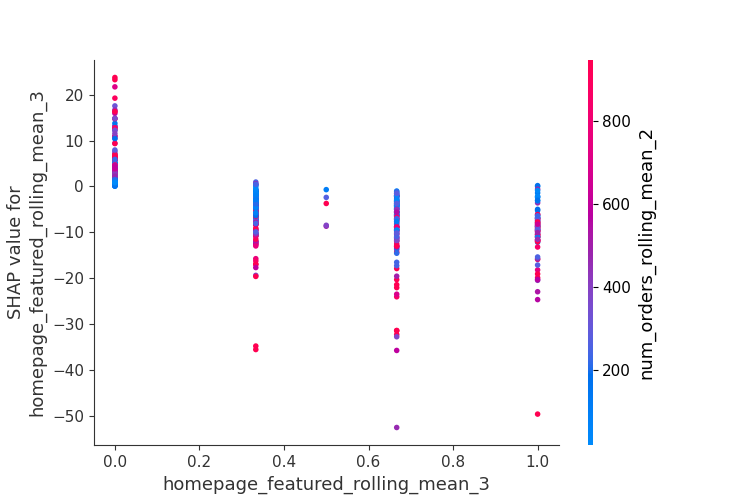 SHAP value for
homepage_featured_rolling_mean_3
20
10
0
−10
−20
−30
−40
−50
0.0 0.2 0.4 0.6 0.8 1.0
homepage_featured_rolling_mean_3
800
600
400
200
num_orders_rolling_mean_2